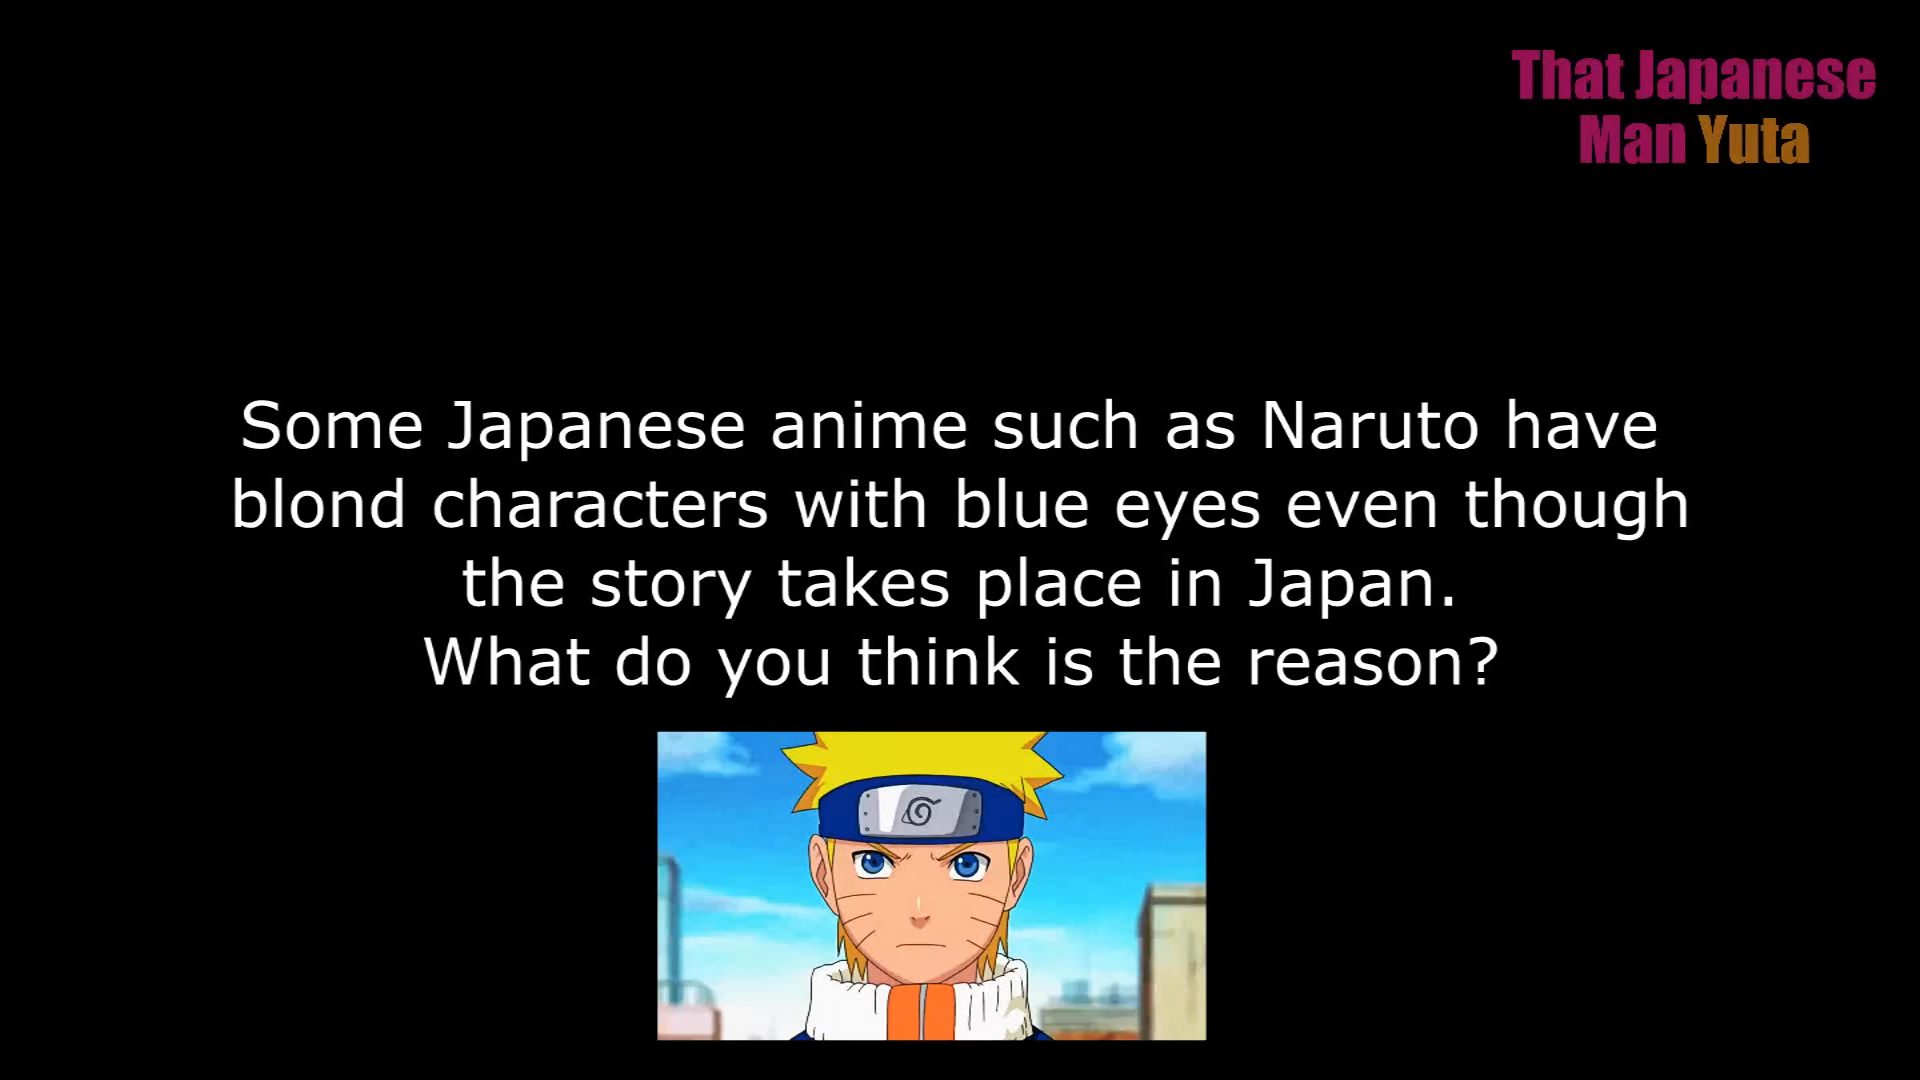 That Japanese
Man Yuta
Some Japanese anime such as Naruto have
blond characters with blue eyes even though
the story takes place in Japan.
What do you think is the reason?